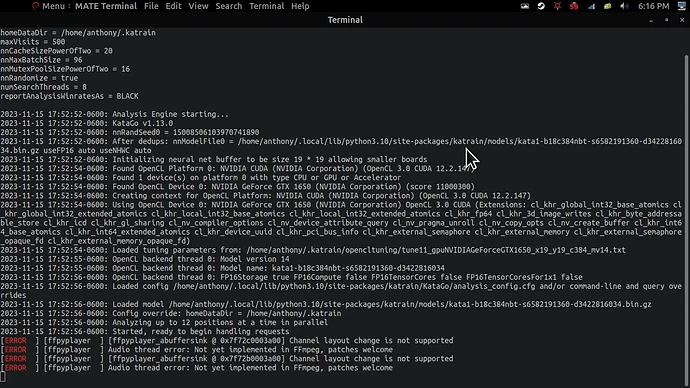 Menu : MATE Terminal File Edit View Search Terminal Help 6:16 PM
Terminal
homeDataDir = /home/anthony/.katrain
maxVisits = 500
nnCacheSizePowerOfTwo = 20
nnMaxBatchSize = 96
nnMutexPoolSizePowerOfTwo = 16
nnRandomize = true
numSearchThreads = 8
reportAnalysisWinratesAs = BLACK
2023-11-15 17:52:52-0600: Analysis Engine starting...
2023-11-15 17:52:52-0600: KataGo v1.13.0
2023-11-15 17:52:52-0600: nnRandSeed0 = 15008506103970741890
2023-11-15 17:52:52-0600: After dedups: nnModelFile0 = /home/anthony/.local/lib/python3.10/site-packages/katrain/models/kata1-b18c384nbt-s6582191360-d34228160
34.bin.gz useFP16 auto useNHWC auto
2023-11-15 17:52:52-0600: Initializing neural net buffer to be size 19 * 19 allowing smaller boards
2023-11-15 17:52:54-0600: Found OpenCL Platform 0: NVIDIA CUDA (NVIDIA Corporation) (OpenCL 3.0 CUDA 12.2.147)
2023-11-15 17:52:54-0600: Found 1 device(s) on platform 0 with type CPU or GPU or Accelerator
2023-11-15 17:52:54-0600: Found OpenCL Device 0: NVIDIA GeForce GTX 1650 (NVIDIA Corporation) (score 11000300)
2023-11-15 17:52:54-0600: Creating context for OpenCL Platform: NVIDIA CUDA (NVIDIA Corporation) (OpenCL 3.0 CUDA 12.2.147)
2023-11-15 17:52:54-0600: Using OpenCL Device 0: NVIDIA GeForce GTX 1650 (NVIDIA Corporation) OpenCL 3.0 CUDA (Extensions: cl_khr_global_int32_base_atomics c
l_khr_global_int32_extended_atomics cl_khr_local_int32_base_atomics cl_khr_local_int32_extended_atomics cl_khr_fp64 cl_khr_3d_image_writes cl_khr_byte_address
able_store cl_khr_icd cl_khr_gl_sharing cl_nv_compiler_options cl_nv_device_attribute_query cl_nv_pragma_unroll cl_nv_copy_opts cl_nv_create_buffer cl_khr_int6
4_base_atomics cl_khr_int64_extended_atomics cl_khr_device_uuid cl_khr_pci_bus_info cl_khr_external_semaphore cl_khr_external_memory cl_khr_external_semaphore
_opaque_fd cl_khr_external_memory_opaque_fd)
2023-11-15 17:52:54-0600: Loaded tuning parameters from: /home/anthony/.katrain/opencltuning/tune11_gpuNVIDIAGeForceGTX1650_x19_y19_c384_mv14.txt
2023-11-15 17:52:55-0600: OpenCL backend thread 0: Model version 14
2023-11-15 17:52:55-0600: OpenCL backend thread 0: Model name: kata1-b18c384nbt-s6582191360-d3422816034
2023-11-15 17:52:56-0600: OpenCL backend thread 0: FP16Storage true FP16Compute false FP16TensorCores false FP16TensorCoresFor1x1 false
2023-11-15 17:52:56-0600: Loaded config /home/anthony/.local/lib/python3.10/site-packages/katrain/KataGo/analysis_config.cfg and/or command-line and query ove
rrides
2023-11-15 17:52:56-0600: Loaded model /home/anthony/.local/lib/python3.10/site-packages/katrain/models/kata1-b18c384nbt-s6582191360-d3422816034.bin.gz
2023-11-15 17:52:56-0600: Config override: homeDataDir = /home/anthony/.katrain
2023-11-15 17:52:56-0600: Analyzing up to 12 positions at a time in parallel
2023-11-15 17:52:56-0600: Started, ready to begin handling requests
[ERROR ] [ffpyplayer ] [ffpyplayer_abuffersink @ 0x7f72c0003a00] Channel layout change is not supported
[ERROR ] [ffpyplayer ] Audio thread error: Not yet implemented in FFmpeg, patches welcome
[ERROR ] [ffpyplayer ] [ffpyplayer_abuffersink @ 0x7f72b0003a00] Channel layout change is not supported
[ERROR ] [ffpyplayer ] Audio thread error: Not yet implemented in FFmpeg, patches welcome